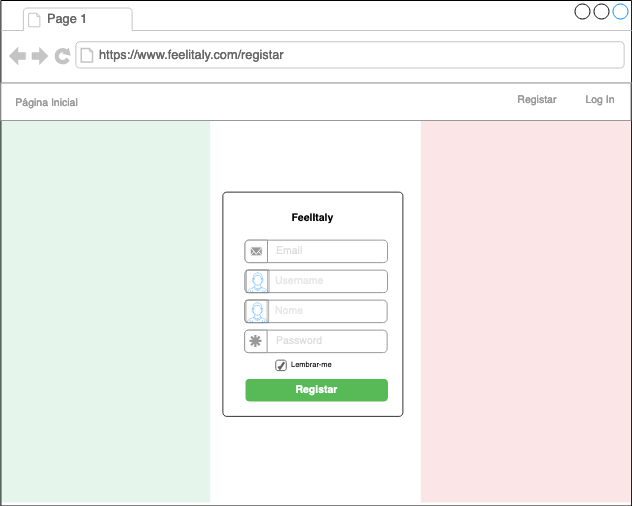 Page 1
https://www.feelitaly.com/registar
Página Inicial
Registar
Log In
FeelItaly
Email
Username
Nome
Password
Lembrar-me
Registar